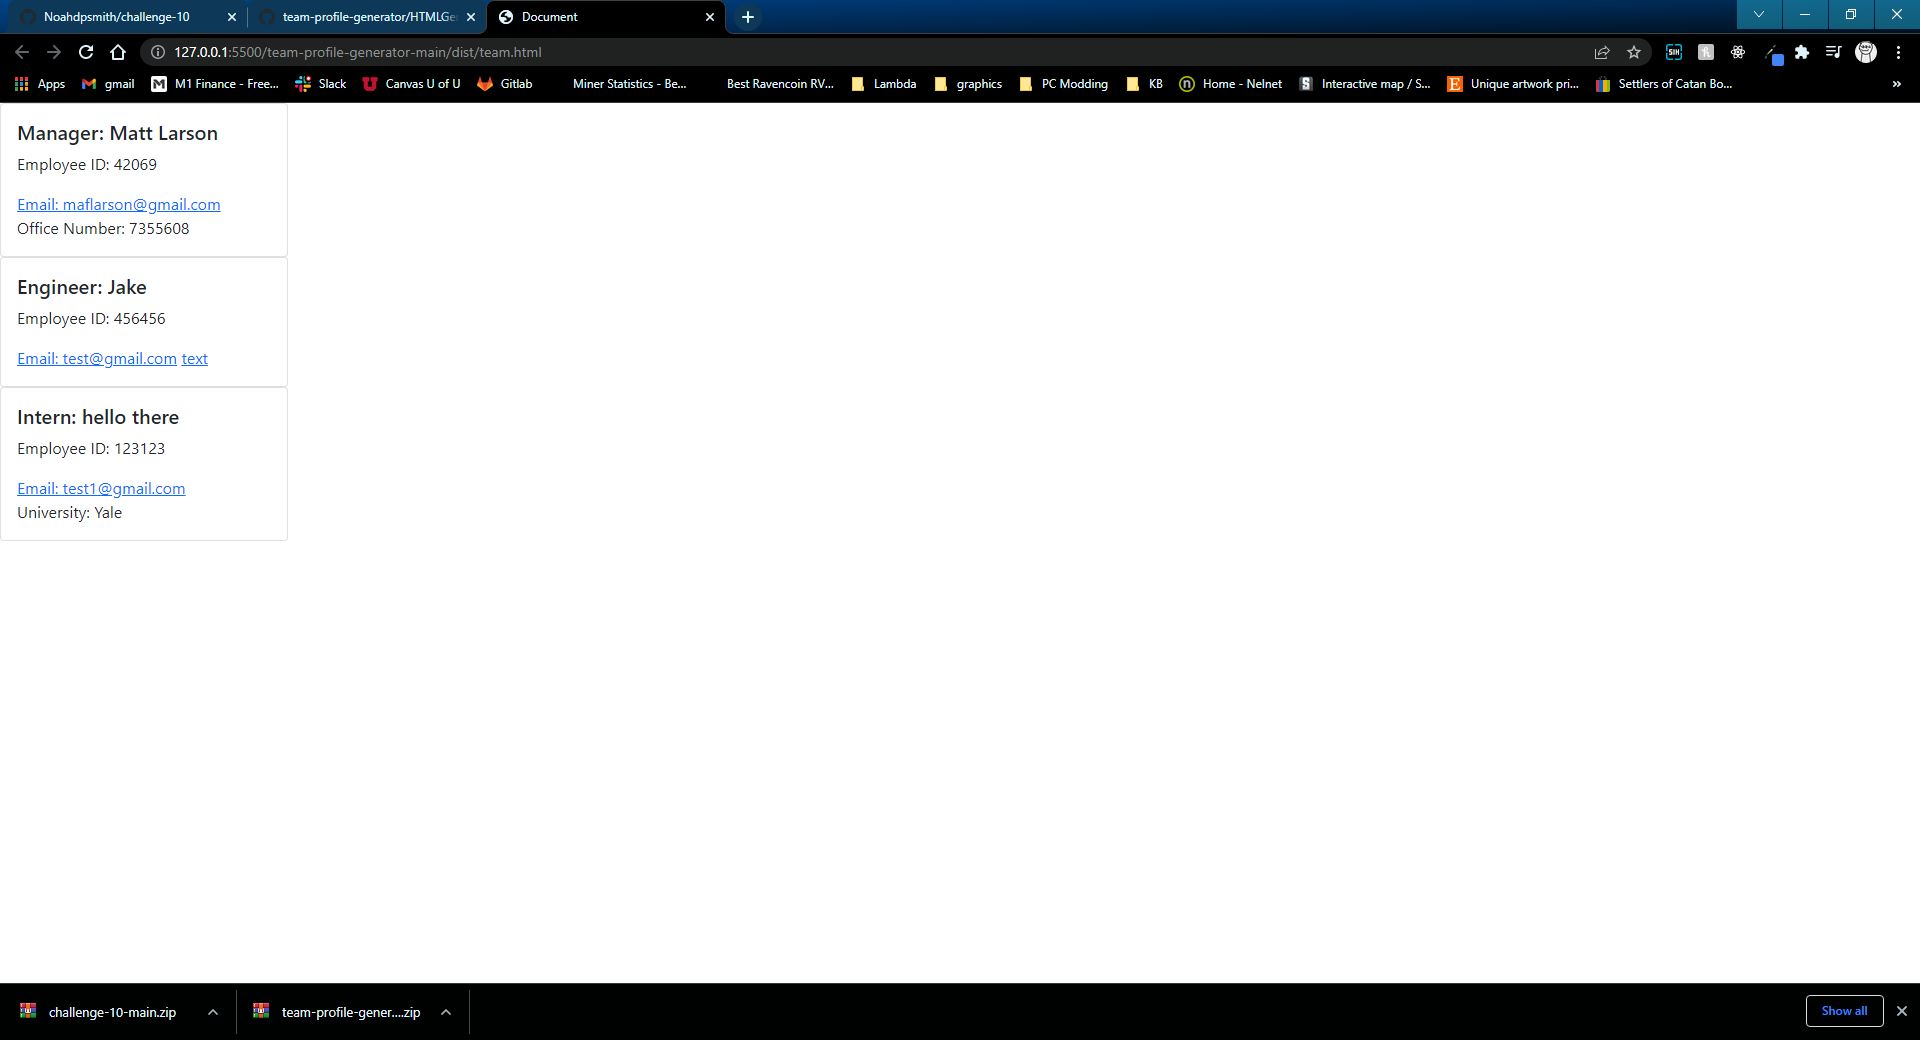 Noahdpsmith/challenge-10
team-profile-generator/HTMLGe
Document
127.0.0.1:5500/team-profile-generator-main/dist/team.html
Apps
gmail
M1 Finance - Free...
Slack
Canvas U of U
Gitlab
Miner Statistics - Be...
Best Ravencoin RV...
Lambda
graphics
PC Modding
KB
Home - Nelnet
Interactive map / S...
Unique artwork pri...
Settlers of Catan Bo...
»
Manager: Matt Larson
Employee ID: 42069
Email: maflarson@gmail.com
Office Number: 7355608
Engineer: Jake
Employee ID: 456456
Email: test@gmail.com text
Intern: hello there
Employee ID: 123123
Email: test1@gmail.com
University: Yale
challenge-10-main.zip
team-profile-gener....zip
Show all